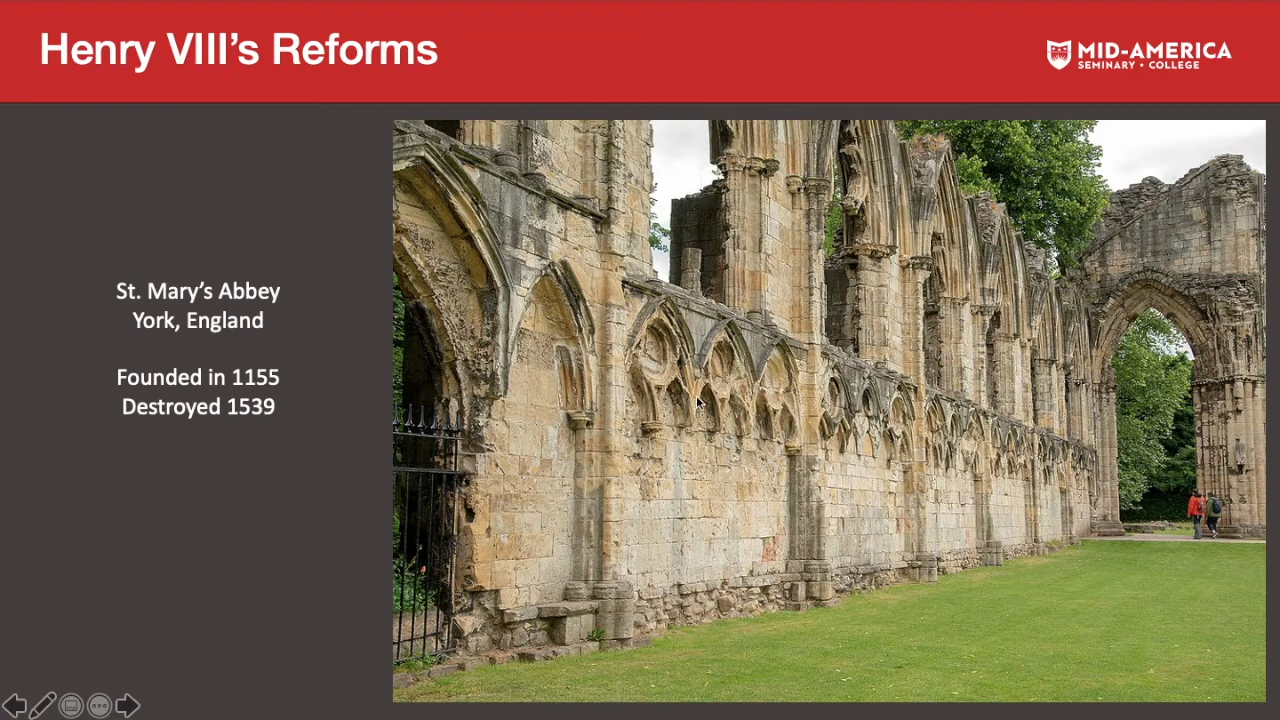 Henry VIII’s Reforms
MID-AMERICA
SEMINARY • COLLEGE
St. Mary’s Abbey
York, England
Founded in 1155
Destroyed 1539